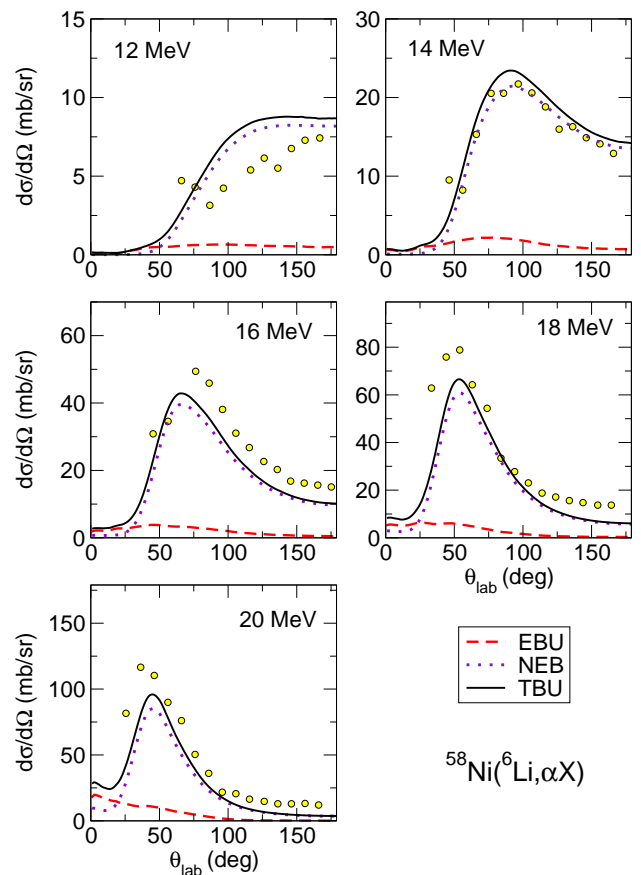 12 MeV
15
10
5
0
0 50 100 150
dσ/dΩ (mb/sr)
14 MeV
30
20
10
0
0 50 100 150
16 MeV
60
40
20
0
0 50 100 150
dσ/dΩ (mb/sr)
18 MeV
80
60
40
20
0
0 50 100 150
θlab (deg)
20 MeV
150
100
50
0
0 50 100 150
dσ/dΩ (mb/sr)
θlab (deg)
EBU
NEB
TBU
⁵⁸Ni(⁶Li,αX)